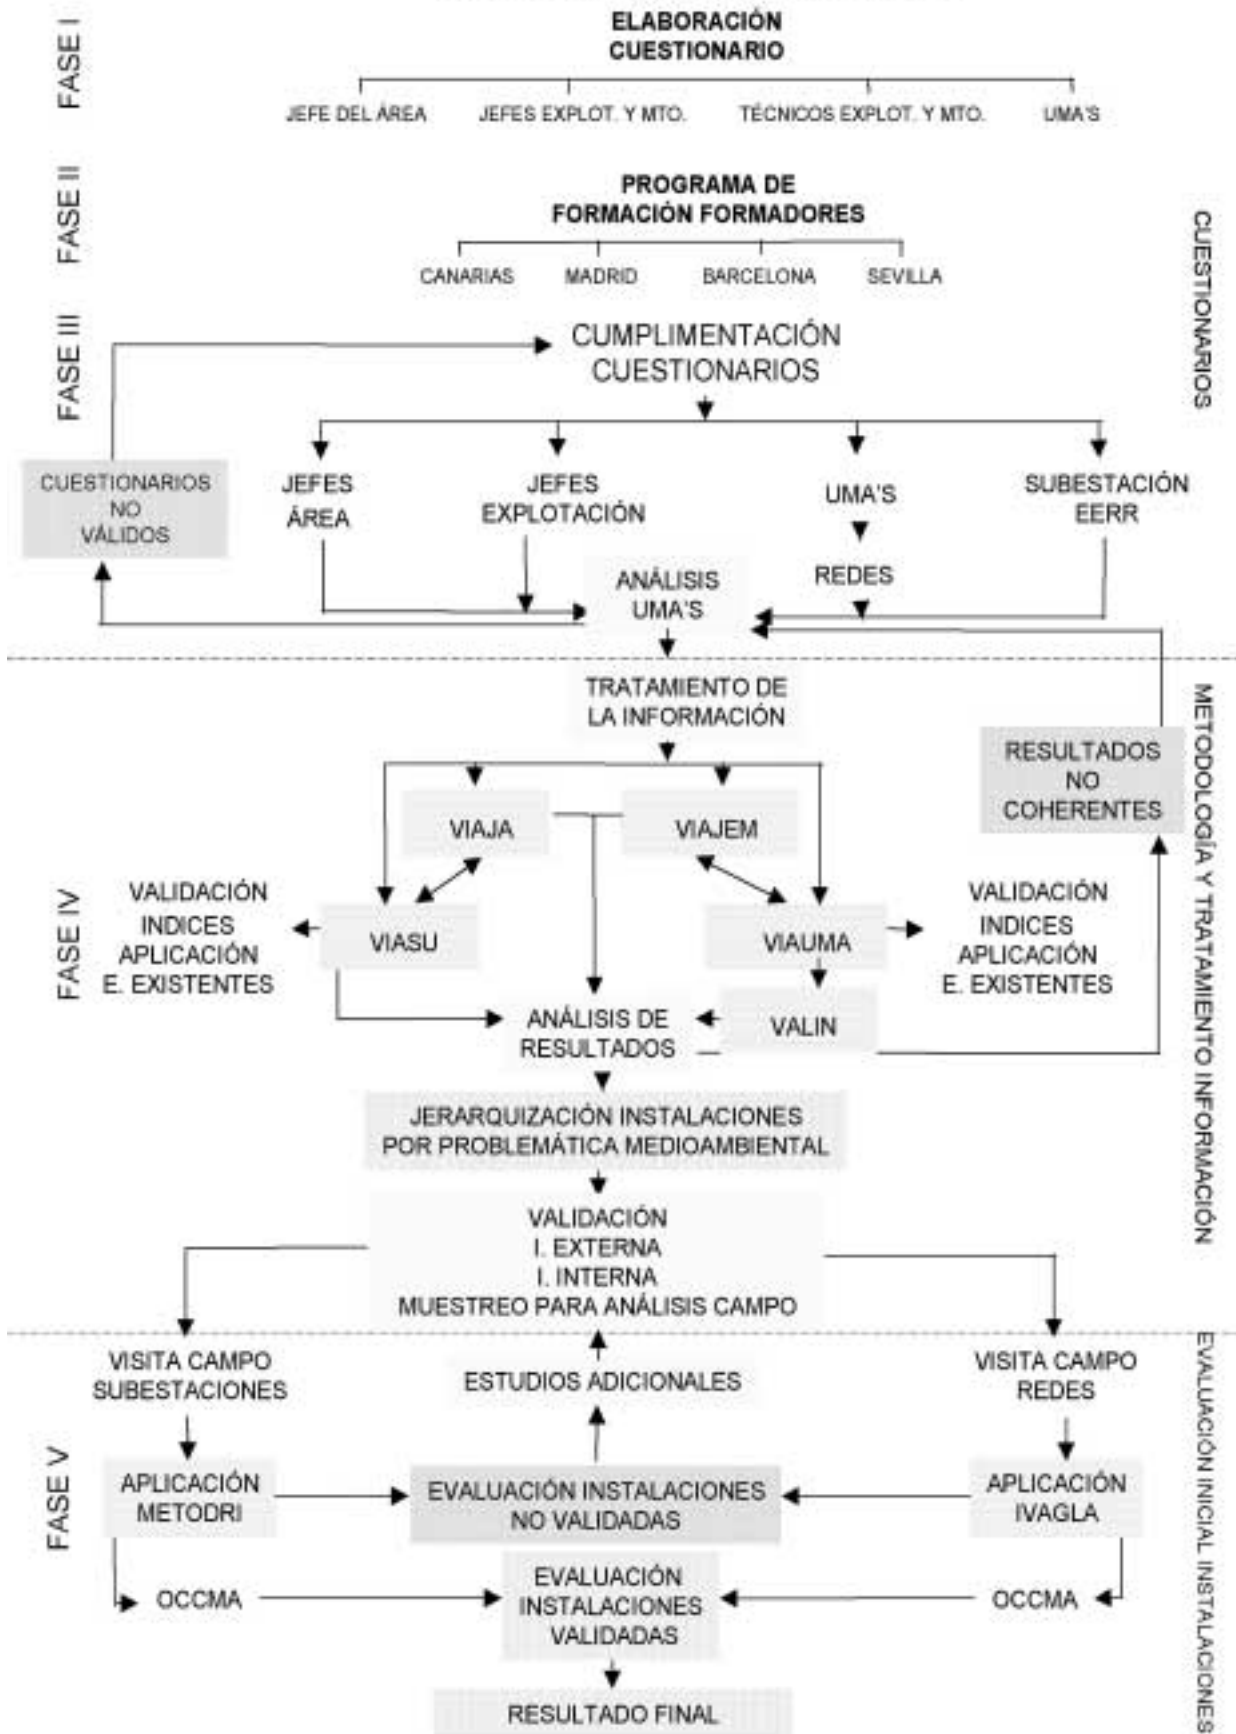 FASE I
ELABORACIÓN
CUESTIONARIO
JEFE DEL ÁREA
JEFES EXPLOT. Y MTO.
TÉCNICOS EXPLOT. Y MTO.
UMA'S
FASE II
PROGRAMA DE
FORMACIÓN FORMADORES
CANARIAS
MADRID
BARCELONA
SEVILLA
CUESTIONARIOS
FASE III
CUMPLIMENTACIÓN
CUESTIONARIOS
CUESTIONARIOS
NO
VÁLIDOS
JEFES
ÁREA
JEFES
EXPLOTACIÓN
UMA'S
REDES
SUBESTACIÓN
EERR
ANÁLISIS
UMA'S
TRATAMIENTO DE
LA INFORMACIÓN
METODOLOGÍA Y TRATAMIENTO INFORMACIÓN
RESULTADOS
NO
COHERENTES
FASE IV
VIAJA
VIAJEM
VALIDACIÓN
INDICES
APLICACIÓN
E. EXISTENTES
VIASU
VIAUMA
VALIDACIÓN
INDICES
APLICACIÓN
E. EXISTENTES
ANÁLISIS DE
RESULTADOS
VALIN
JERARQUIZACIÓN INSTALACIONES
POR PROBLEMÁTICA MEDIOAMBIENTAL
VALIDACIÓN
I. EXTERNA
I. INTERNA
MUESTREO PARA ANÁLISIS CAMPO
FASE V
VISITA CAMPO
SUBESTACIONES
ESTUDIOS ADICIONALES
VISITA CAMPO
REDES
EVALUACIÓN INICIAL INSTALACIONES
APLICACIÓN
METODRI
EVALUACIÓN INSTALACIONES
NO VALIDADAS
APLICACIÓN
IVAGLA
OCCMA
EVALUACIÓN
INSTALACIONES
VALIDADAS
OCCMA
RESULTADO FINAL